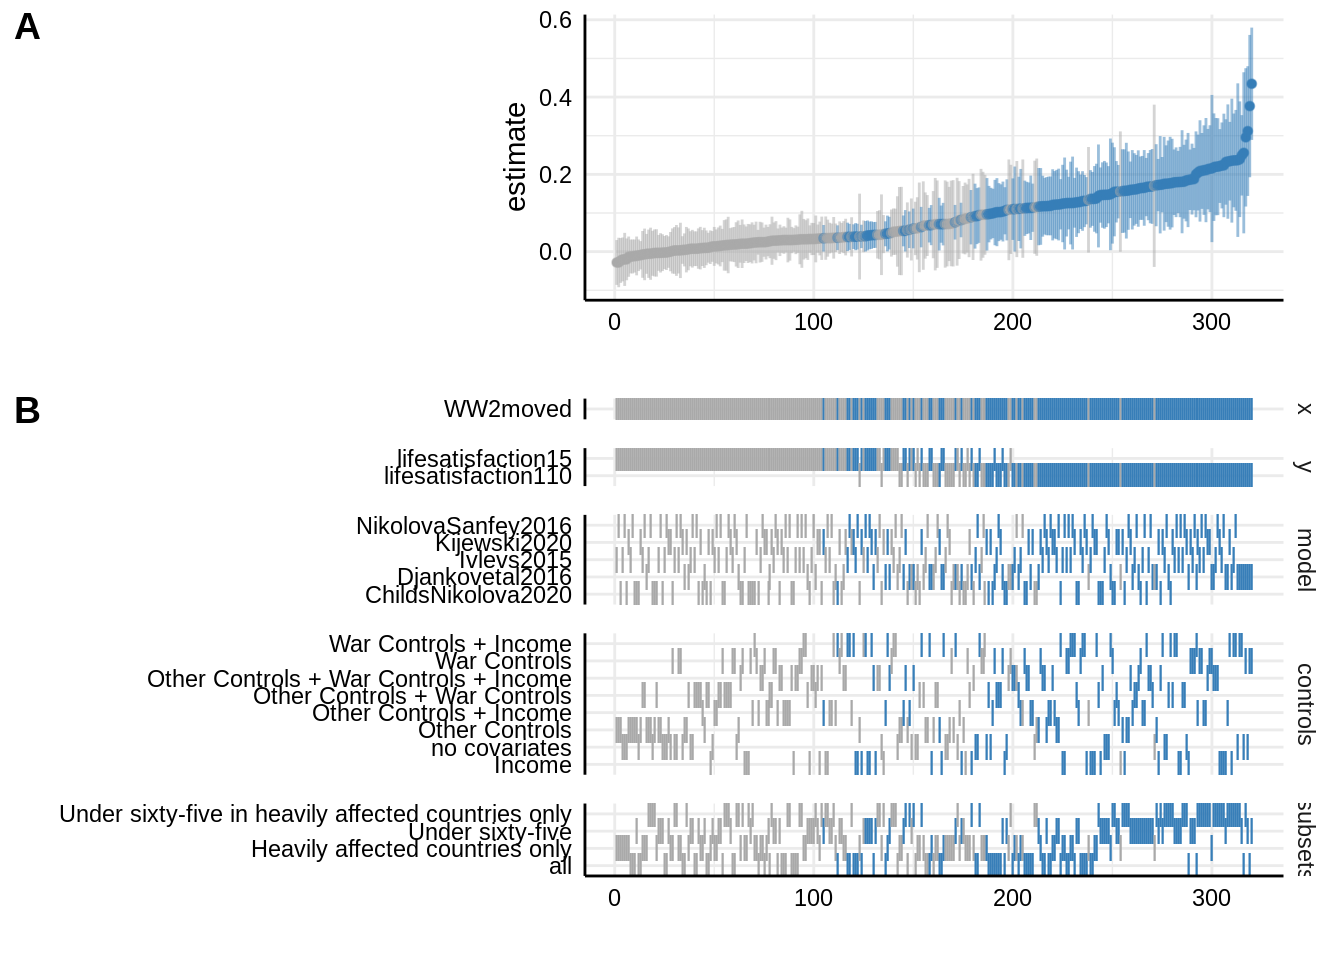 A
0.6
0.4
0.2
0.0
estimate
0 100 200 300
B
WW2moved
x
lifesatisfaction15
lifesatisfaction110
y
NikolovaSanfey2016
Kijewski2020
Ivlevs2015
Djankovetal2016
ChildsNikolova2020
model
War Controls + Income
War Controls
Other Controls + War Controls + Income
Other Controls + War Controls
Other Controls + Income
Other Controls
no covariates
Income
controls
Under sixty-five in heavily affected countries only
Under sixty-five
Heavily affected countries only
all
subsets
0 100 200 300